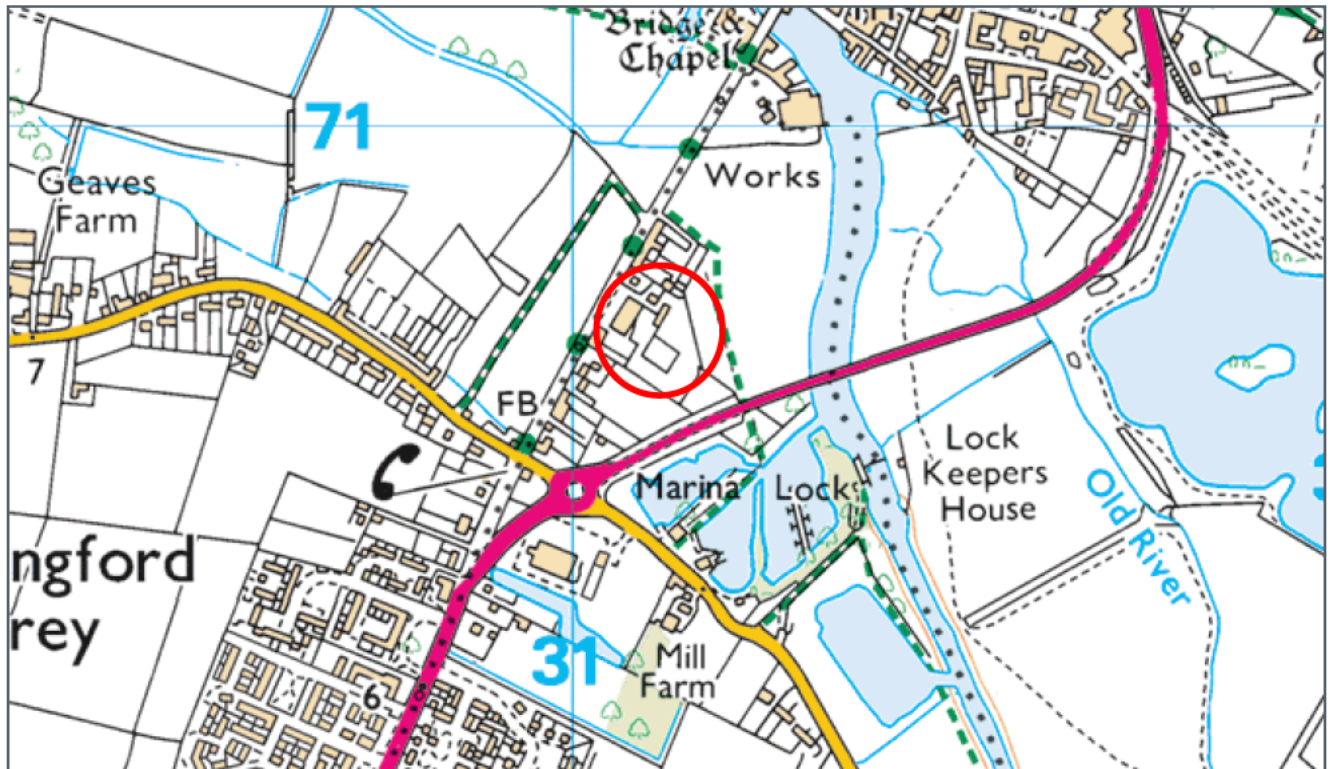 Bridge &
Chapel
71
Works
Geaves
Farm
7
FB
Marina
Lock
Lock
Keepers
House
Old River
ngford
rey
31
Mill
Farm
6